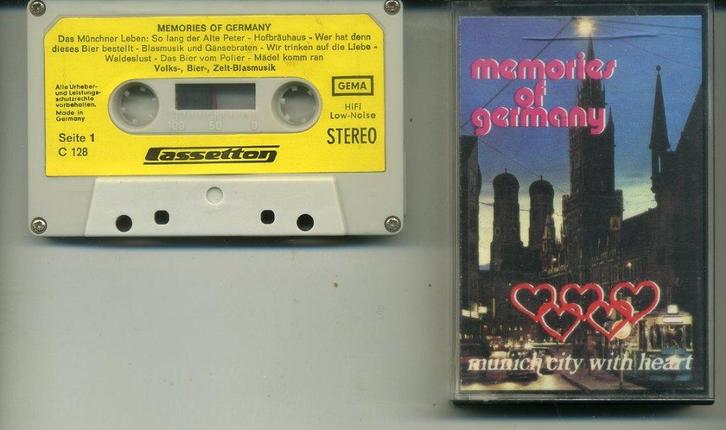 MEMORIES OF GERMANY
Das Münchner Leben: So lang der Alte Peter - Hofbräuhaus - Wer hat denn
dieses Bier bestellt - Blasmusik und Gänsebraten - Wir trinken auf die Liebe -
Waldeslust - Das Bier vom Polier - Mädel komm ran
Volks-, Bier-, Zelt-Blasmusik
Alle Urheber-
und Leistungs-
schutzrechte
vorbehalten.
Made in
Germany
Seite 1
C 128
100 50 0
GEMA
HiFi
Low-Noise
STEREO
Cassetton
memories
of
germany
munich city with heart